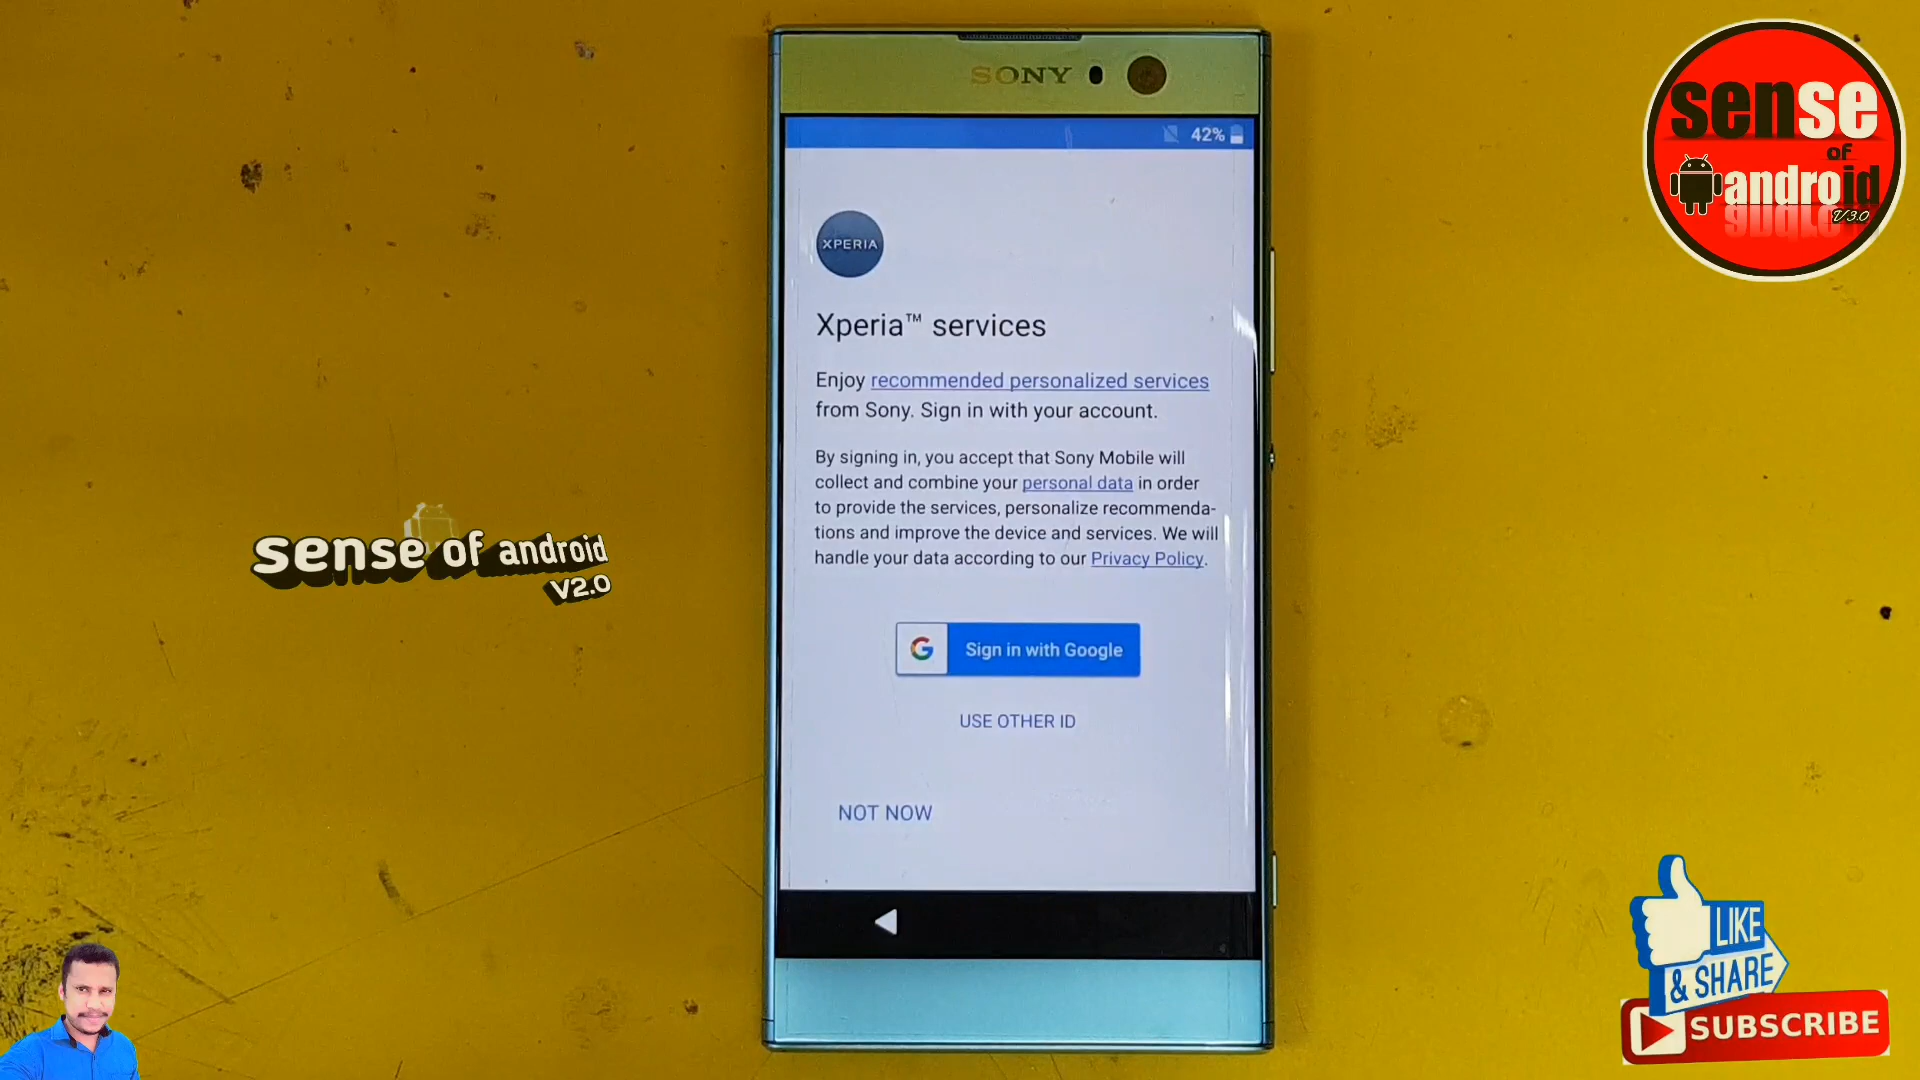 SONY
42%
XPERIA
Xperia™ services
Enjoy recommended personalized services
from Sony. Sign in with your account.
By signing in, you accept that Sony Mobile will
collect and combine your personal data in order
to provide the services, personalize recommenda-
tions and improve the device and services. We will
handle your data according to our Privacy Policy.
G Sign in with Google
USE OTHER ID
NOT NOW
sense
of
android
V3.0
sense of android
V2.0
LIKE
& SHARE
SUBSCRIBE